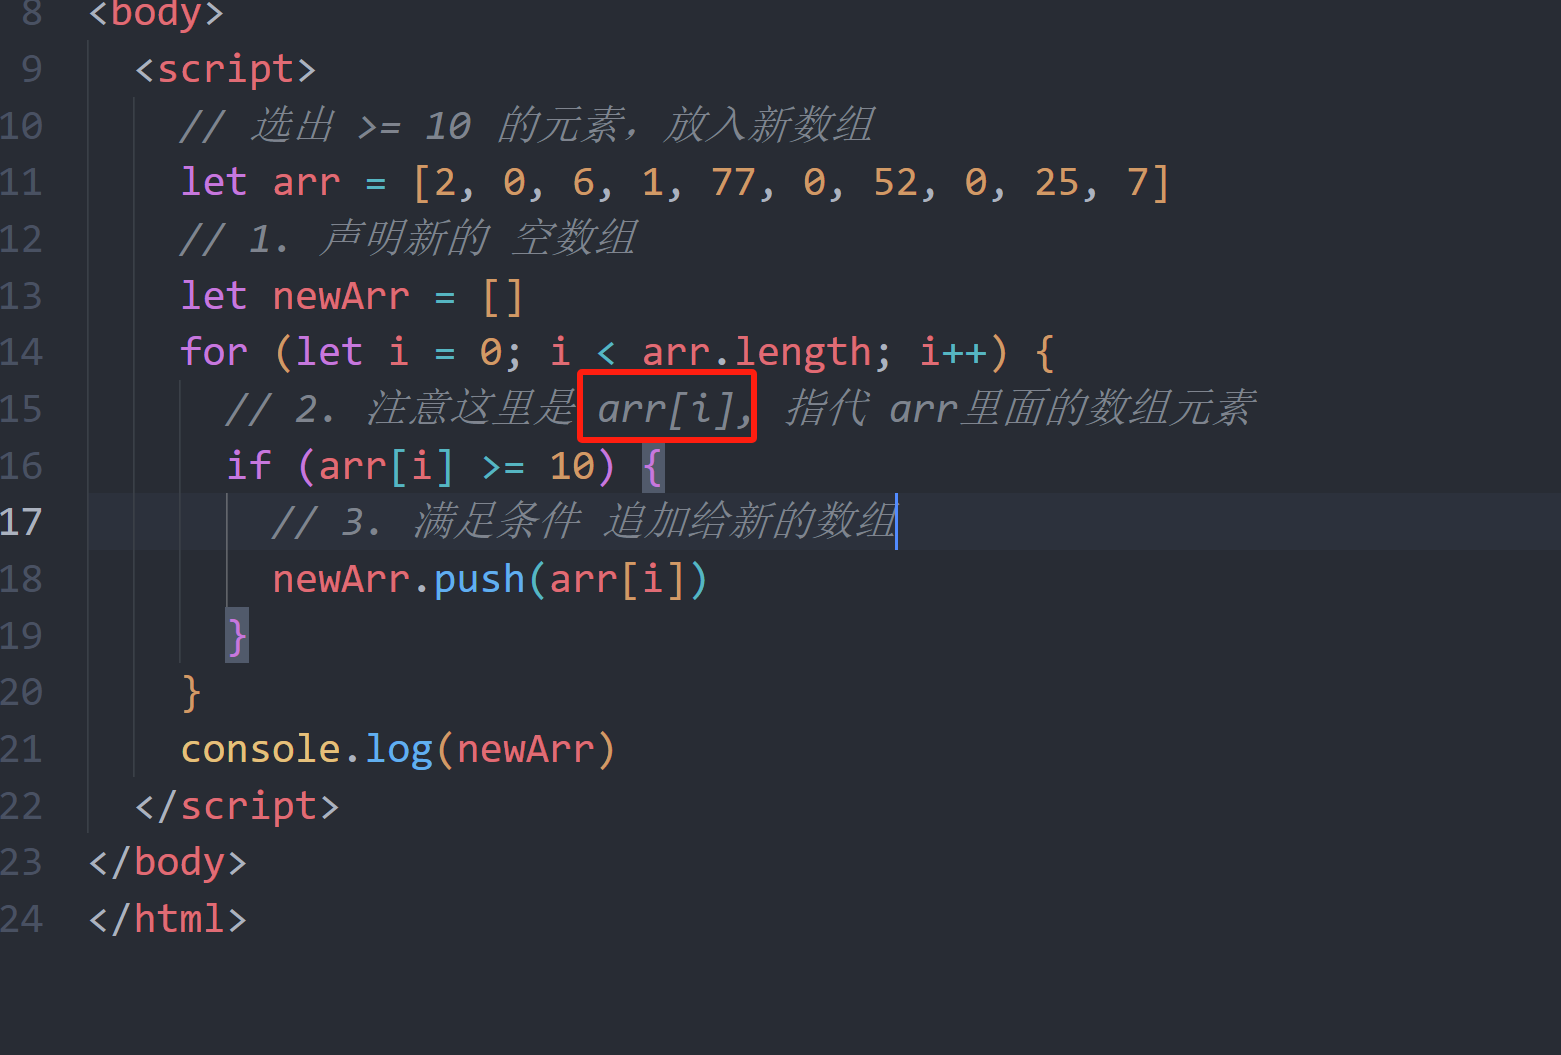 8 <body>
9 <script>
10 // 选出 >= 10 的元素，放入新数组
11 let arr = [2, 0, 6, 1, 77, 0, 52, 0, 25, 7]
12 // 1. 声明新的 空数组
13 let newArr = []
14 for (let i = 0; i < arr.length; i++) {
15 // 2. 注意这里是 arr[i], 指代 arr里面的数组元素
16 if (arr[i] >= 10) {
17 // 3. 满足条件 追加给新的数组
18 newArr.push(arr[i])
19 }
20 }
21 console.log(newArr)
22 </script>
23 </body>
24 </html>